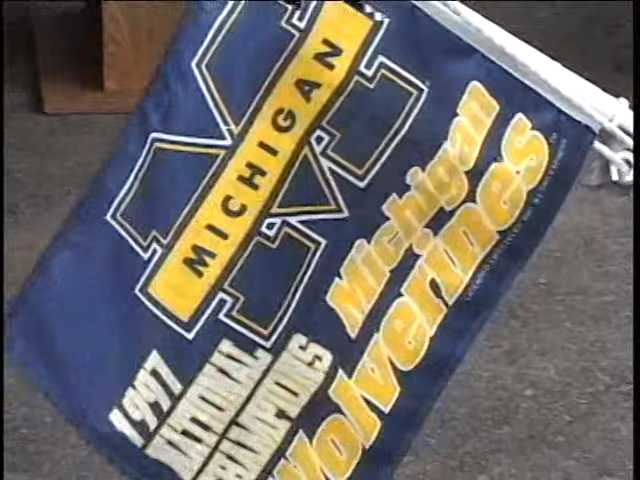 MICHIGAN
Michigan
Wolverines
1997
NATIONAL
CHAMPIONS